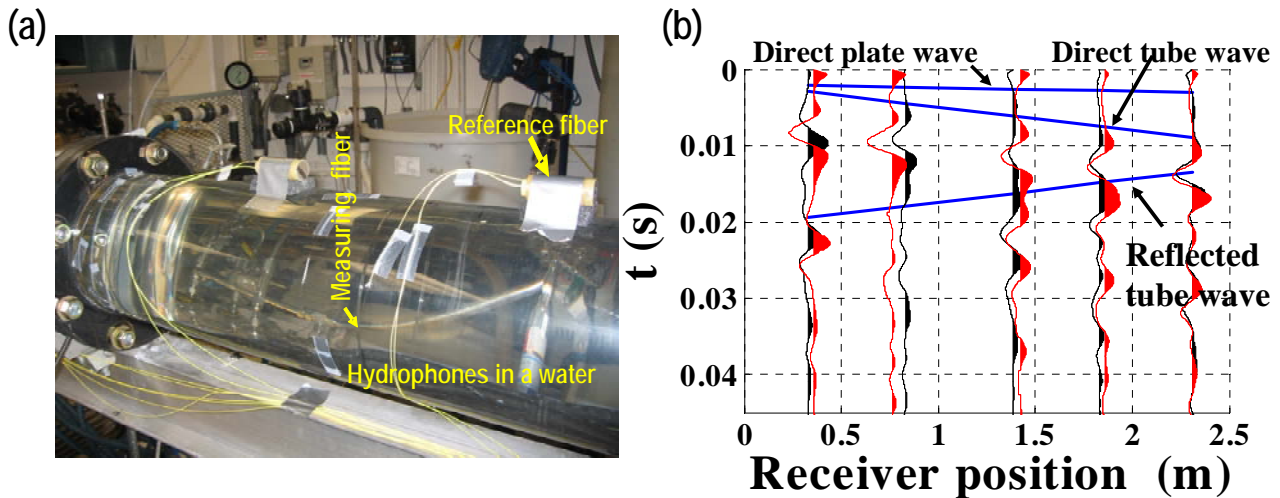 (a)
Reference fiber
Measuring fiber
Hydrophones in a water
(b)
Direct plate wave
Direct tube wave
Reflected
tube wave
0
0.01
0.02
0.03
0.04
t (s)
0 0.5 1 1.5 2 2.5
Receiver position (m)